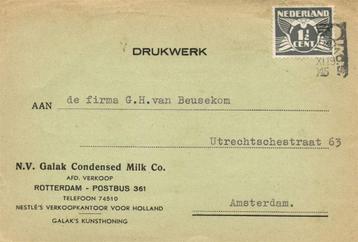 NEDERLAND
1½
CENT
DRUKWERK
AAN de firma G.H.van Beusekom
Utrechtschestraat 63
N.V. Galak Condensed Milk Co.
AFD. VERKOOP
ROTTERDAM - POSTBUS 361
TELEFOON 74510
NESTLÉ'S VERKOOPKANTOOR VOOR HOLLAND
GALAK'S KUNSTHONING
Amsterdam.